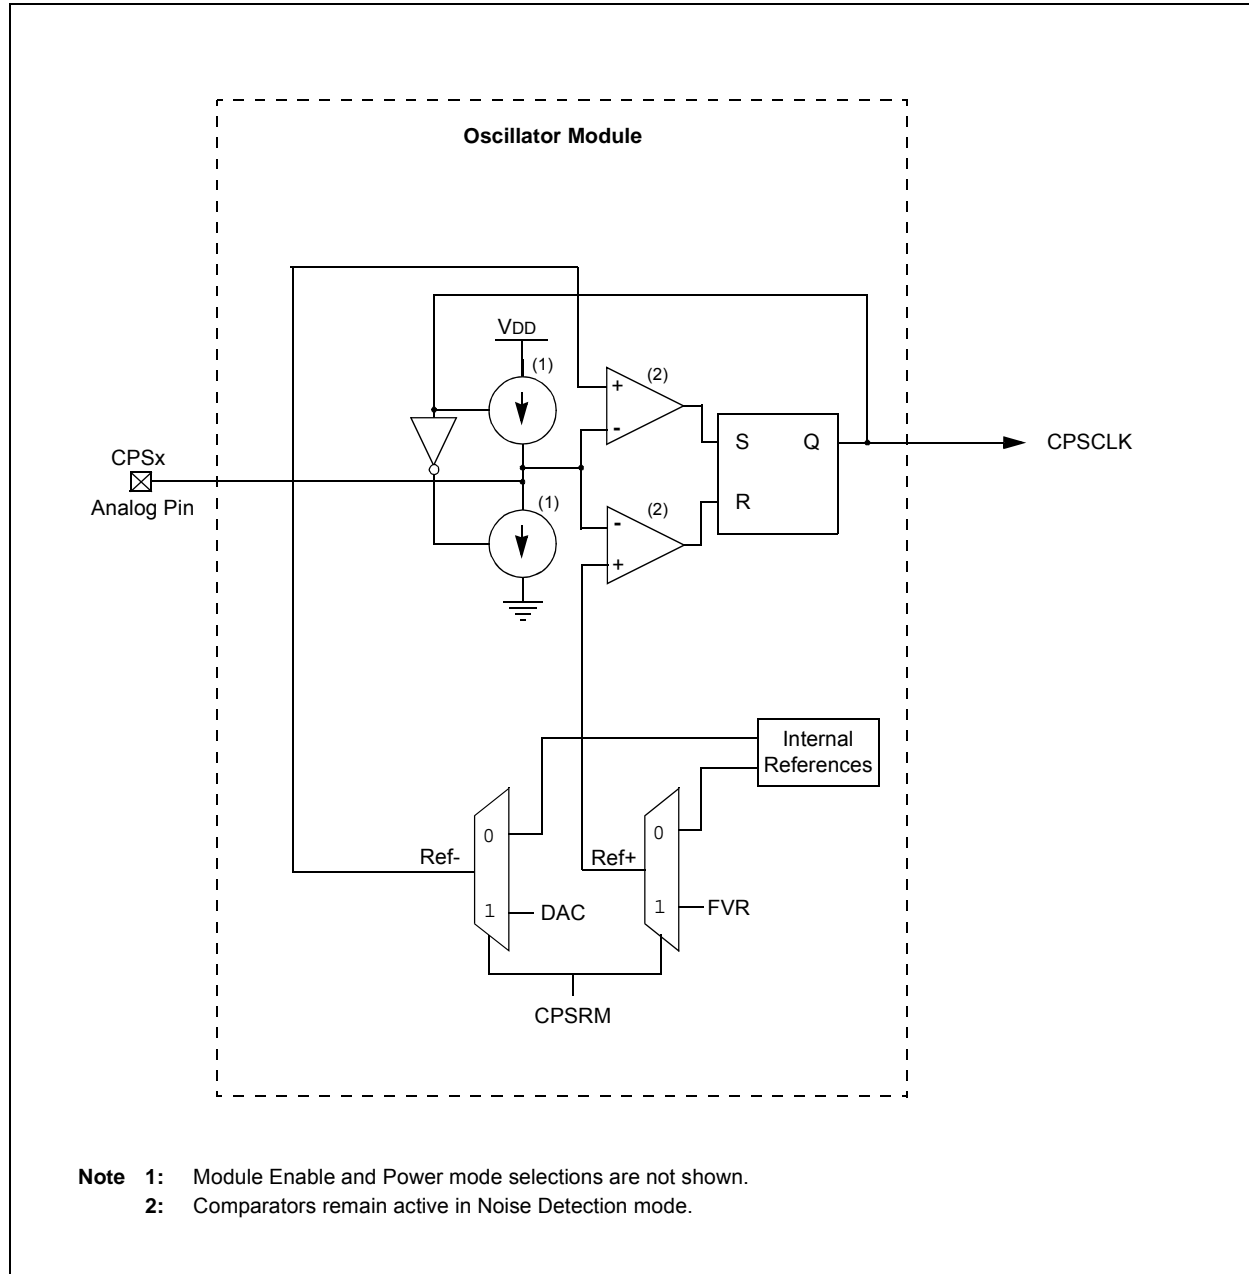 Oscillator Module
VDD
(1)
(2)
+
-
S Q
CPSCLK
CPSx
Analog Pin
(1)
(2)
R
-
+
Internal
References
0
0
Ref-
Ref+
1
DAC
1
FVR
CPSRM
Note 1: Module Enable and Power mode selections are not shown.
2: Comparators remain active in Noise Detection mode.